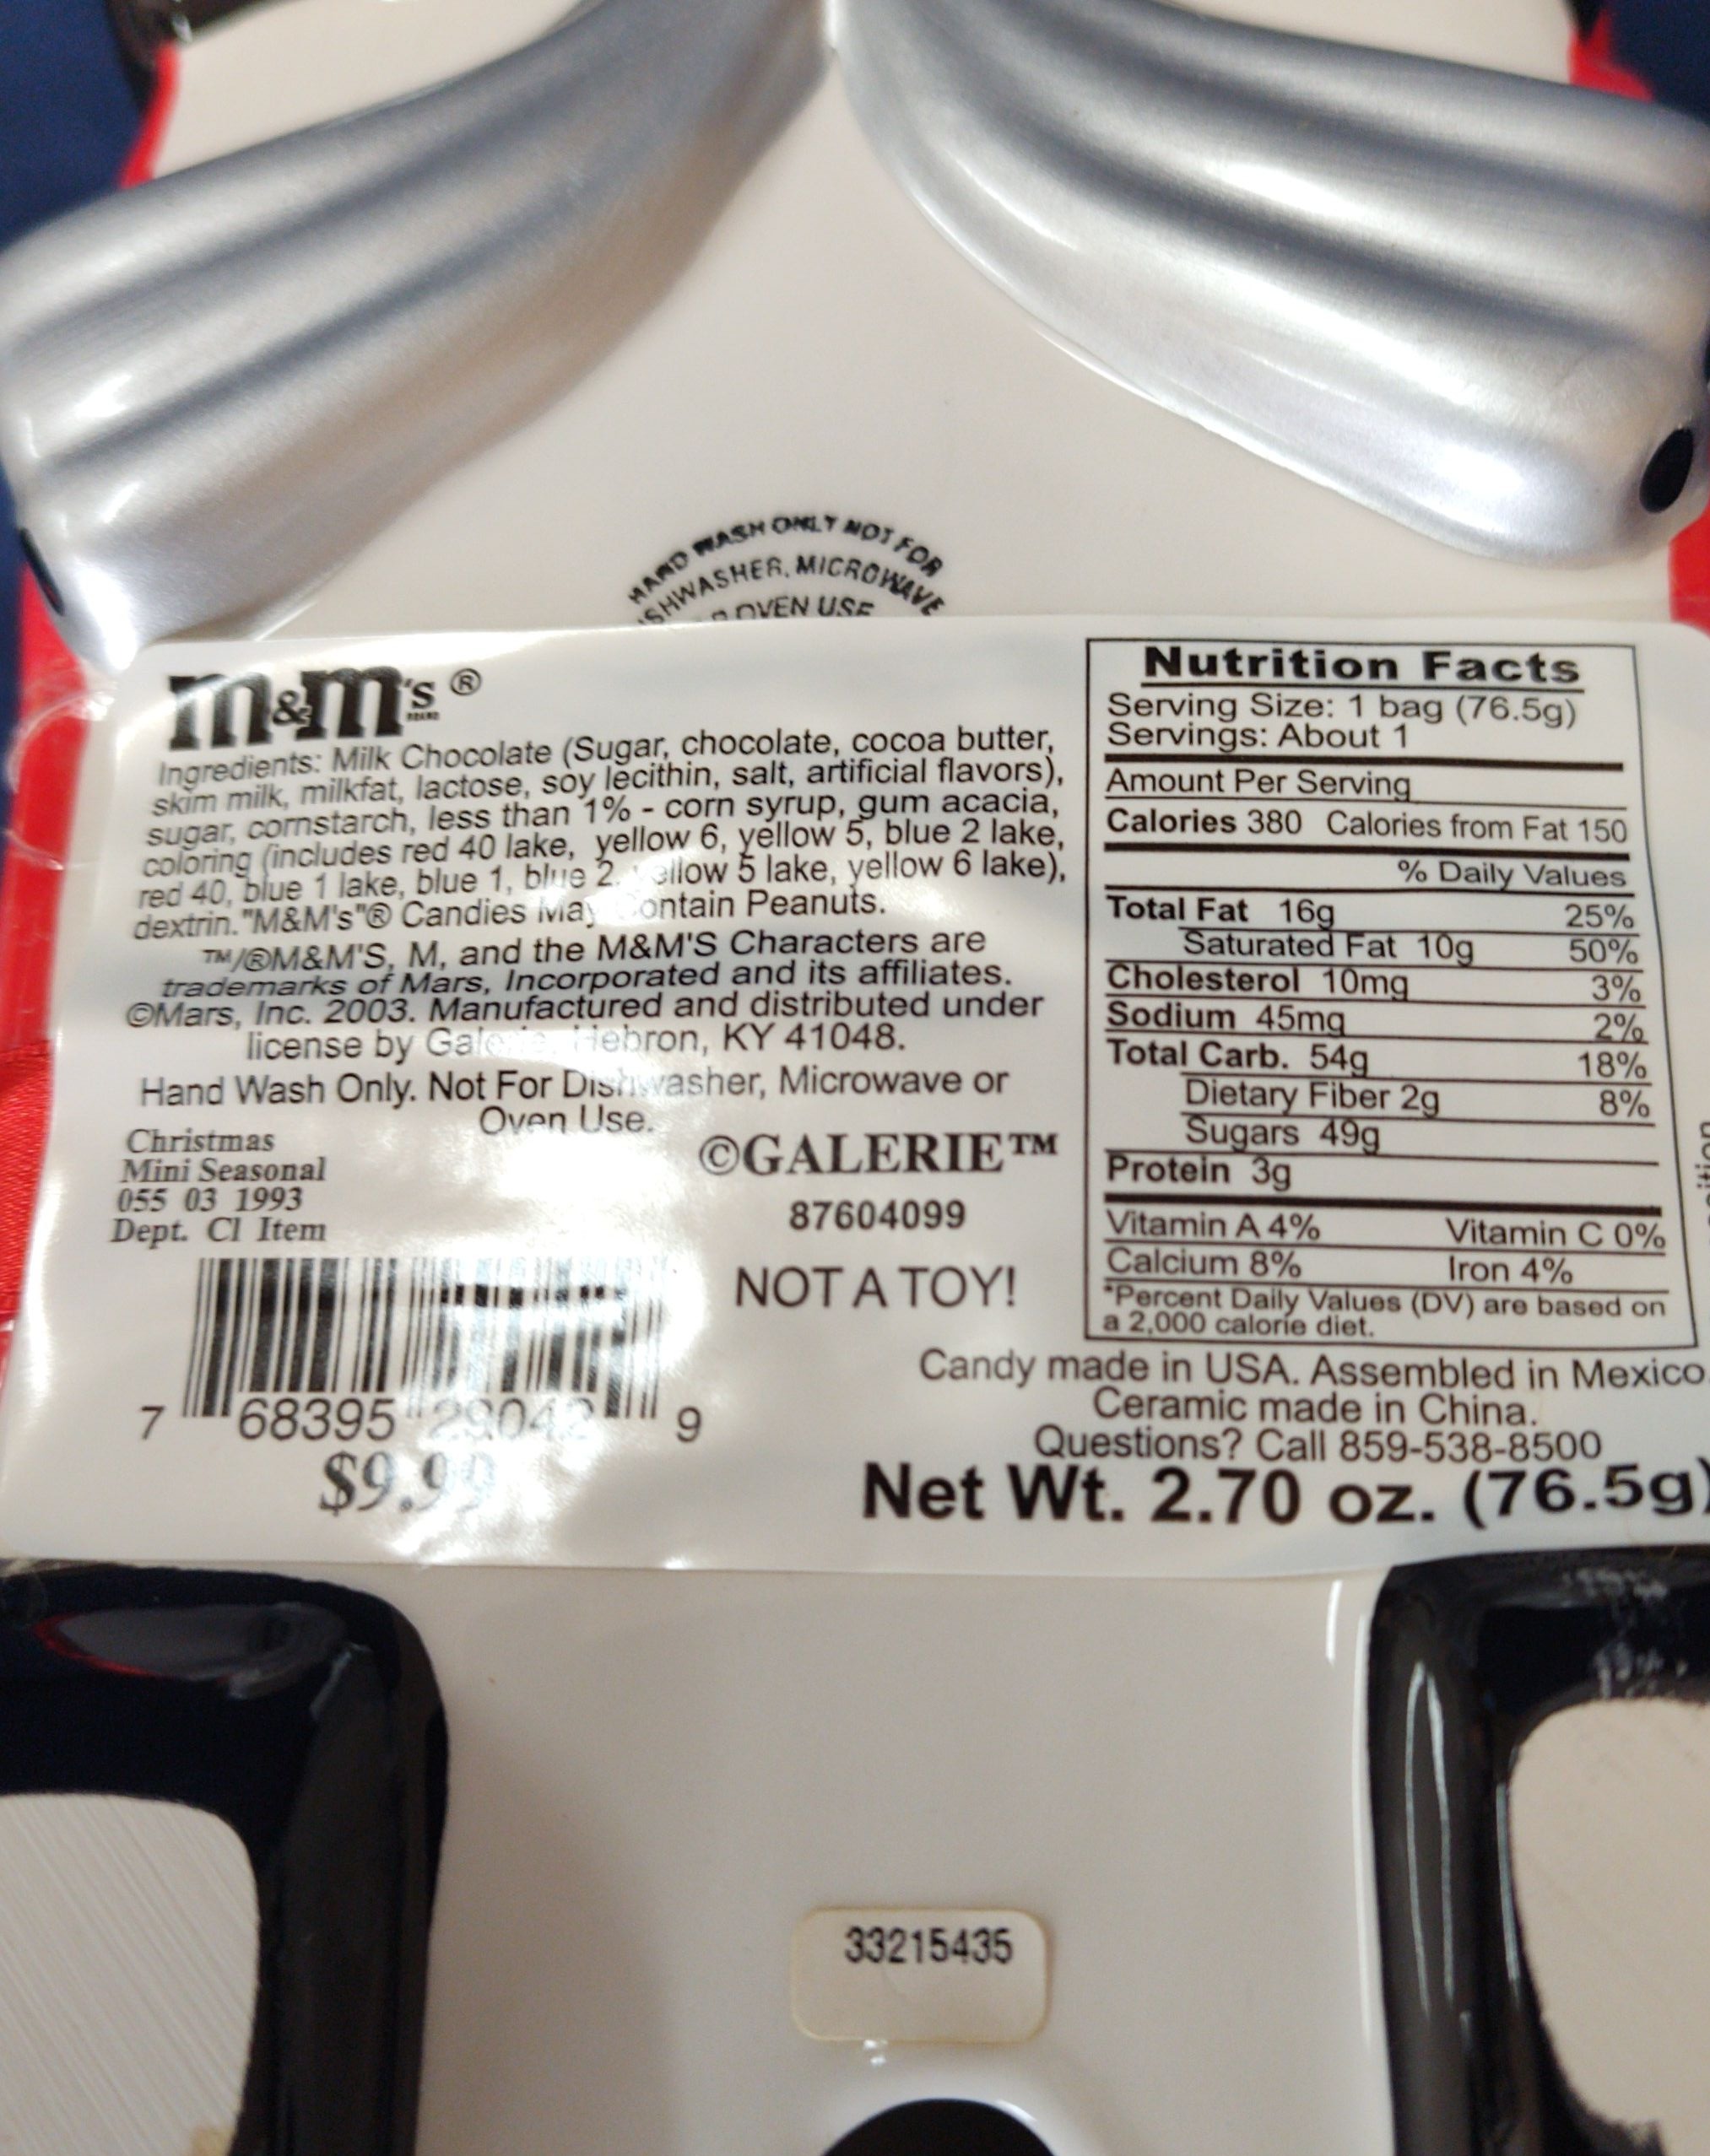 HAND WASH ONLY NOT FOR
SHWASHER, MICROWAVE
OVEN USE
m&m's®
Ingredients: Milk Chocolate (Sugar, chocolate, cocoa butter,
skim milk, milkfat, lactose, soy lecithin, salt, artificial flavors),
sugar, cornstarch, less than 1% - corn syrup, gum acacia,
coloring (includes red 40 lake, yellow 6, yellow 5, blue 2 lake,
red 40, blue 1 lake, blue 1, blue 2, yellow 5 lake, yellow 6 lake),
dextrin."M&M's"® Candies May Contain Peanuts.
™/®M&M'S, M, and the M&M'S Characters are
trademarks of Mars, Incorporated and its affiliates.
©Mars, Inc. 2003. Manufactured and distributed under
license by Galerie, Hebron, KY 41048.
Hand Wash Only. Not For Dishwasher, Microwave or
Oven Use.
Christmas
Mini Seasonal
055 03 1993
Dept. Cl Item
©GALERIE™
87604099
NOT A TOY!
7 68395 29042 9
$9.99
Nutrition Facts
Serving Size: 1 bag (76.5g)
Servings: About 1
Amount Per Serving
Calories 380 Calories from Fat 150
% Daily Values
Total Fat 16g 25%
Saturated Fat 10g 50%
Cholesterol 10mg 3%
Sodium 45mg 2%
Total Carb. 54g 18%
Dietary Fiber 2g 8%
Sugars 49g
Protein 3g
Vitamin A 4% Vitamin C 0%
Calcium 8% Iron 4%
*Percent Daily Values (DV) are based on
a 2,000 calorie diet.
Candy made in USA. Assembled in Mexico.
Ceramic made in China.
Questions? Call 859-538-8500
Net Wt. 2.70 oz. (76.5g)
33215435